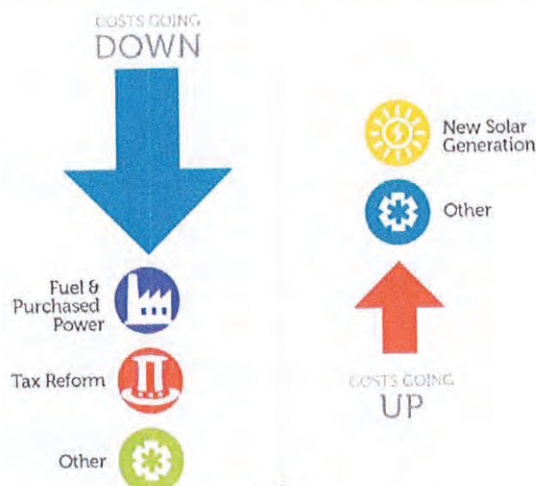 COSTS GOING
DOWN
Fuel &
Purchased
Power
Tax Reform
Other
New Solar
Generation
Other
COSTS GOING
UP